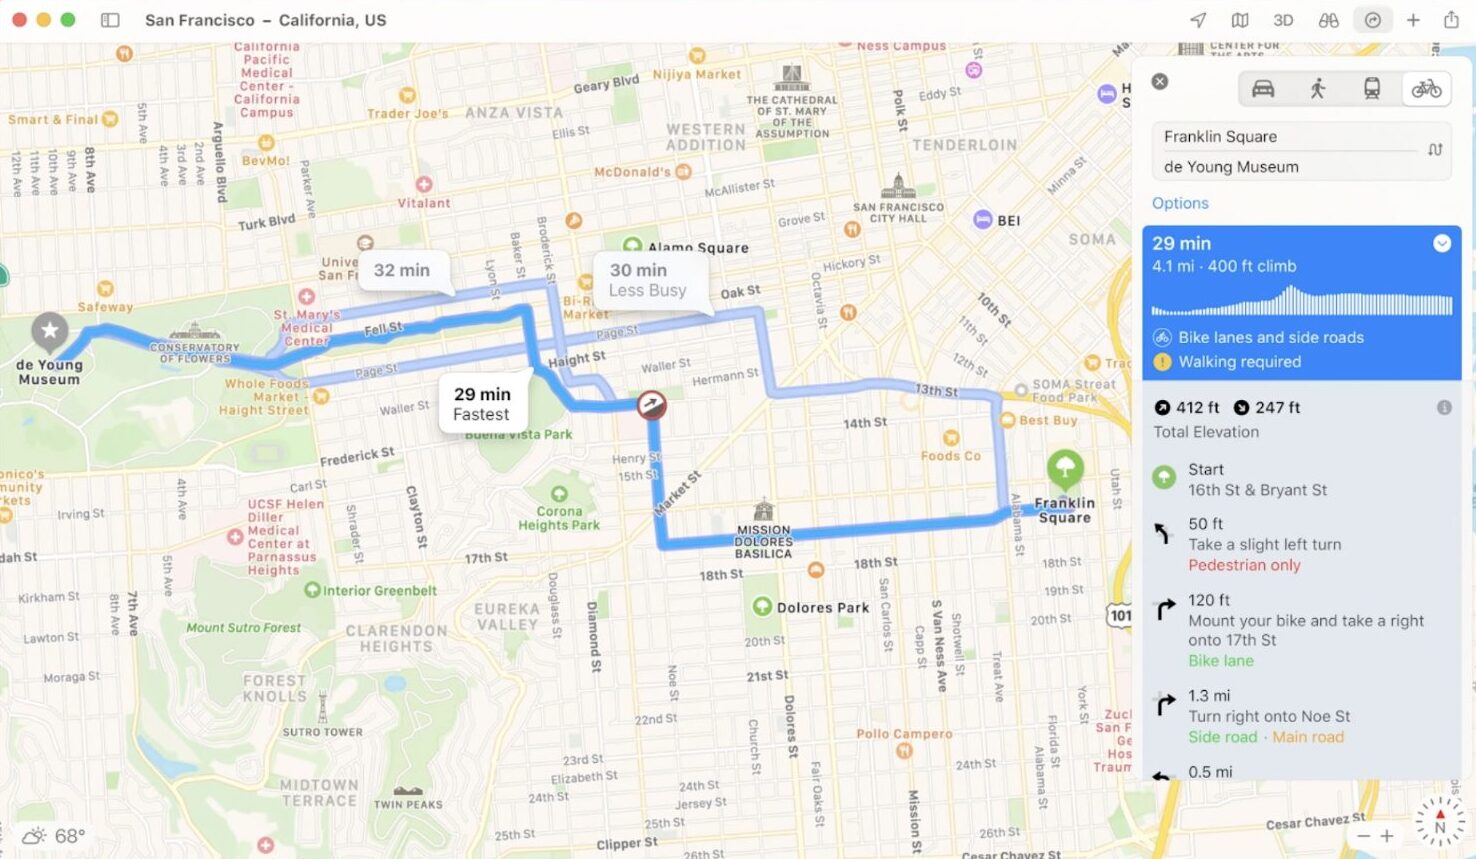 San Francisco – California, US
3D
Franklin Square
de Young Museum
Options
29 min
4.1 mi · 400 ft climb
Bike lanes and side roads
Walking required
412 ft 247 ft
Total Elevation
Start
16th St & Bryant St
50 ft
Take a slight left turn
Pedestrian only
120 ft
Mount your bike and take a right
onto 17th St
Bike lane
1.3 mi
Turn right onto Noe St
Side road · Main road
0.5 mi
California
Pacific
Medical
Center -
California
Campus
Ness Campus
CENTER FOR
THE ARTS
Nijiya Market
Geary Blvd
Trader Joe's
ANZA VISTA
Ellis St
THE CATHEDRAL
OF ST. MARY
OF THE
ASSUMPTION
Eddy St
Polk St
Smart & Final
5th Ave
Arguello Blvd
BevMo!
WESTERN
ADDITION
TENDERLOIN
12th Ave
11th Ave
10th Ave
9th Ave
8th Ave
4th Ave
3rd Ave
2nd Ave
Parker Ave
McDonald's
McAllister St
Minna St
Vitalant
Turk Blvd
SAN FRANCISCO
CITY HALL
BEI
Grove St
SOMA
Baker St
Broderick St
Lyon St
Alamo Square
Hickory St
32 min
30 min
Less Busy
Oak St
Octavia St
10th St
11th St
12th St
Safeway
St. Mary's
Medical
Center
Bi-R
Market
Fell St
Page St
Page St
Haight St
CONSERVATORY
OF FLOWERS
de Young
Museum
Whole Foods
Market -
Haight Street
Waller St
Waller St
Hermann St
13th St
SOMA Streat
Food Park
29 min
Fastest
Buena Vista Park
14th St
Best Buy
Foods Co
Frederick St
Henry St
15th St
Market St
Carl St
Irving St
4th Ave
UCSF Helen
Diller
Medical
Center at
Parnassus
Heights
Shrader St
Clayton St
Corona
Heights Park
MISSION
DOLORES
BASILICA
Franklin
Square
Utah St
Alabama St
17th St
18th St
18th St
18th St
5th Ave
Interior Greenbelt
Kirkham St
8th Ave
7th Ave
Lawton St
Mount Sutro Forest
EUREKA
VALLEY
Douglass St
Diamond St
Dolores Park
San Carlos St
19th St
20th St
20th St
101
CLARENDON
HEIGHTS
Capp St
S Van Ness Ave
Shotwell St
Treat Ave
Moraga St
FOREST
KNOLLS
21st St
Noe St
22nd St
Dolores St
Church St
York St
Florida St
Alabama St
SUTRO TOWER
Pollo Campero
23rd St
Elizabeth St
24th St
24th St
24th St
Jersey St
Fair Oaks St
Mission St
MIDTOWN
TERRACE
TWIN PEAKS
25th St
25th St
Clipper St
26th St
26th St
Cesar Chavez St
Cesar Chavez St
68°
N